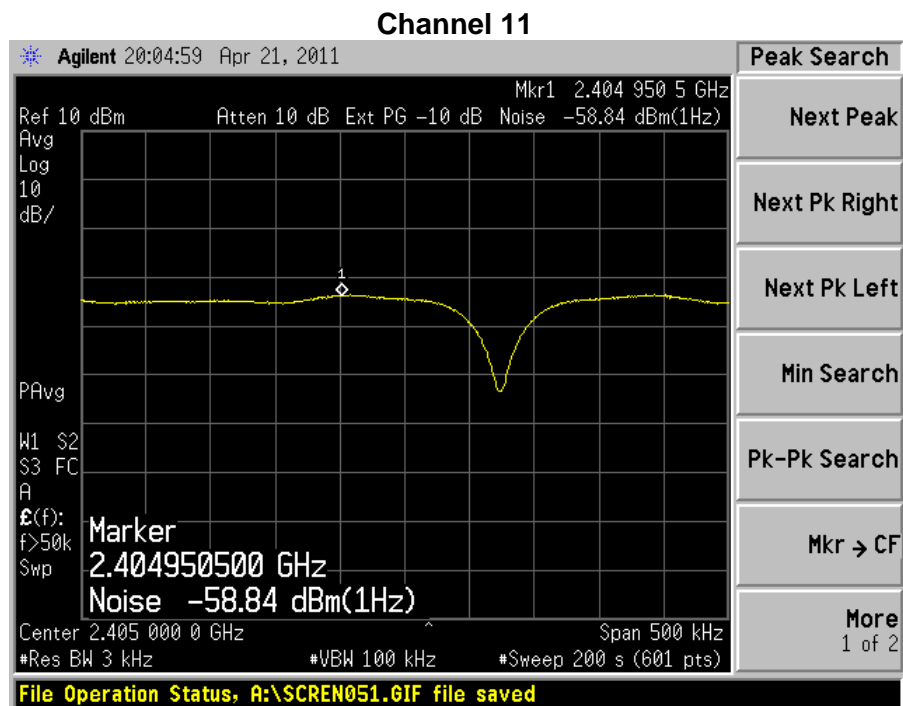 Channel 11
Agilent 20:04:59 Apr 21, 2011
Peak Search
Mkr1 2.404 950 5 GHz
Ref 10 dBm Atten 10 dB Ext PG -10 dB Noise -58.84 dBm(1Hz)
Avg
Log
10
dB/
1
PAvg
W1 S2
S3 FC
A
£(f):
f>50k
Swp
Marker
2.404950500 GHz
Noise -58.84 dBm(1Hz)
Center 2.405 000 0 GHz ^ Span 500 kHz
#Res BW 3 kHz #VBW 100 kHz #Sweep 200 s (601 pts)
Next Peak
Next Pk Right
Next Pk Left
Min Search
Pk-Pk Search
Mkr → CF
More
1 of 2
File Operation Status, A:\SCREN051.GIF file saved